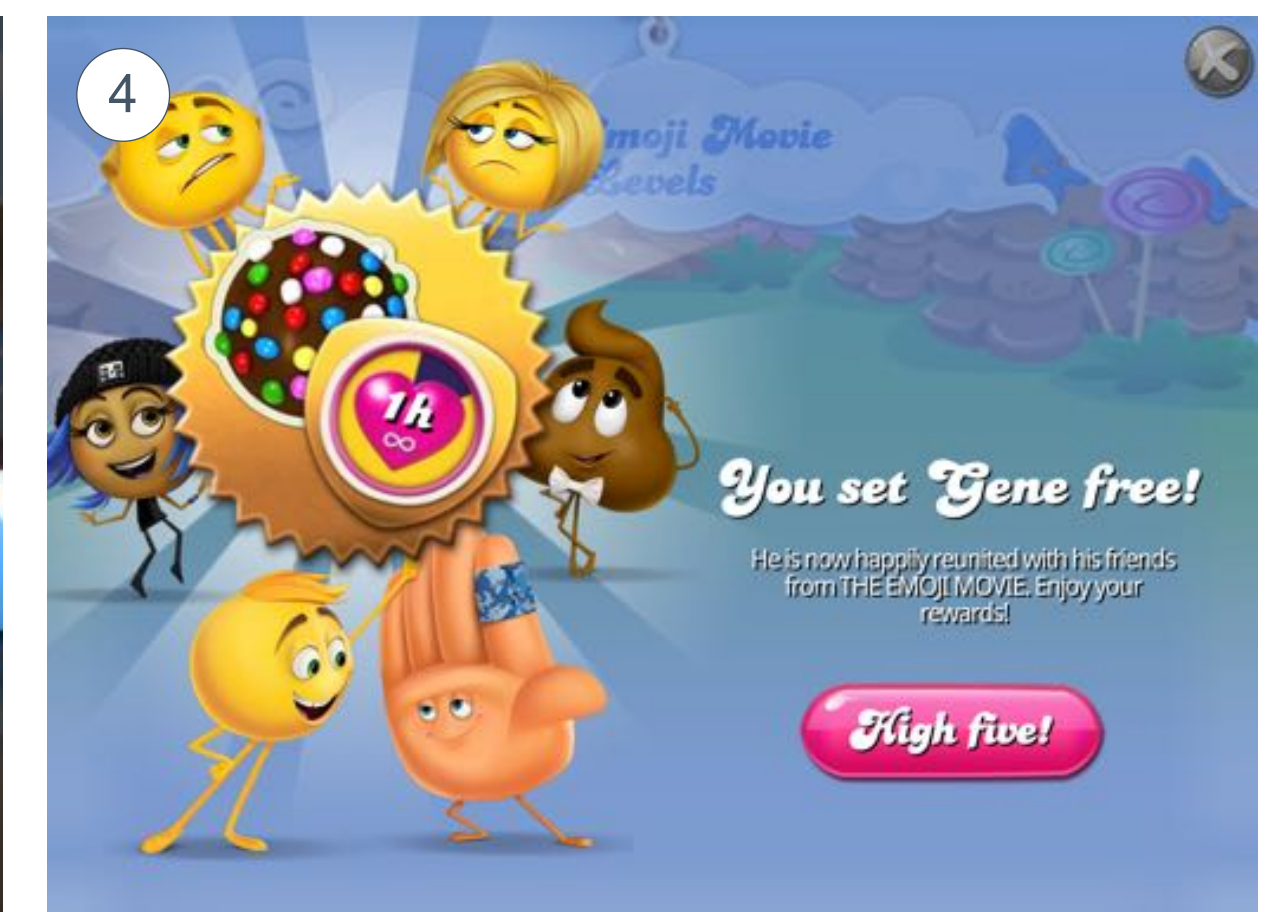 4
moji Movie
Levels
1h
∞
You set Gene free!
He is now happily reunited with his friends
from THE EMOJI MOVIE. Enjoy your
rewards!
High five!